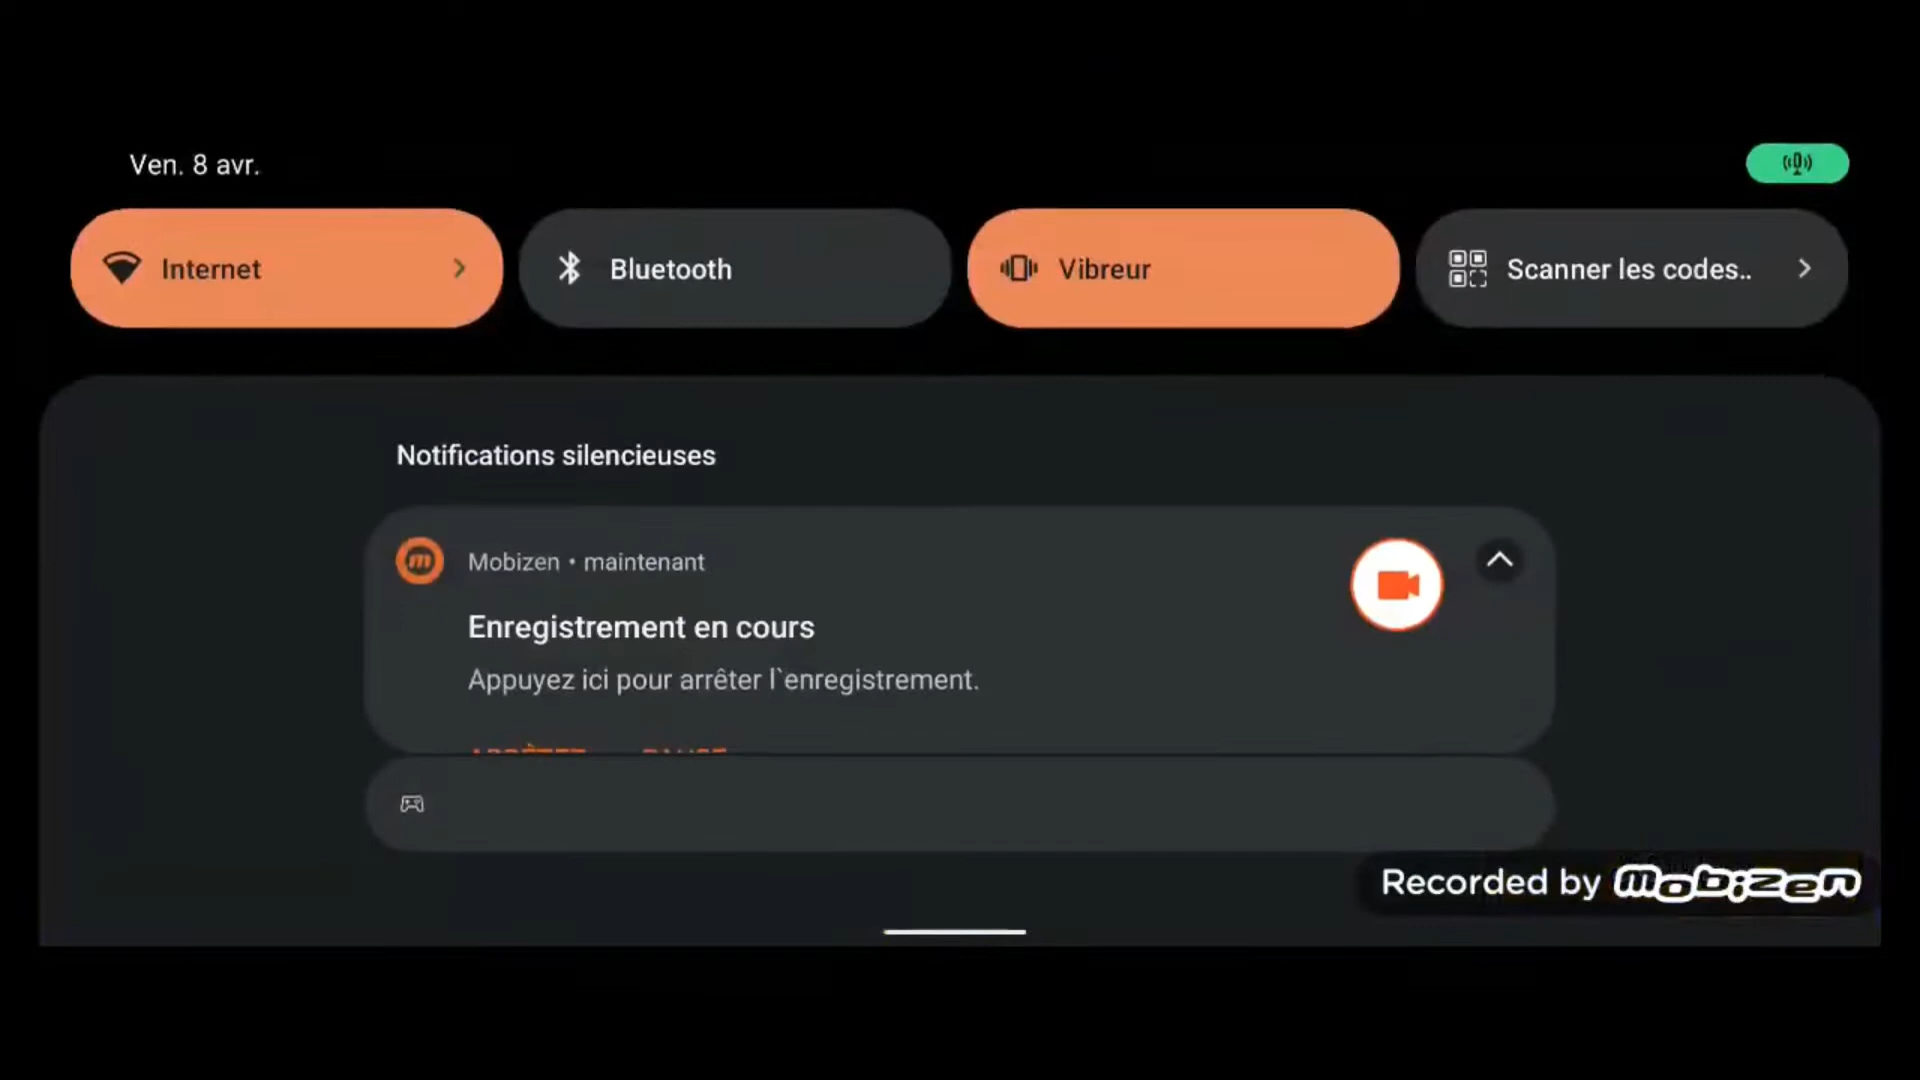 Ven. 8 avr.
Internet
Bluetooth
Vibreur
Scanner les codes..
Notifications silencieuses
Mobizen • maintenant
Enregistrement en cours
Appuyez ici pour arrêter l`enregistrement.
Recorded by mobizen